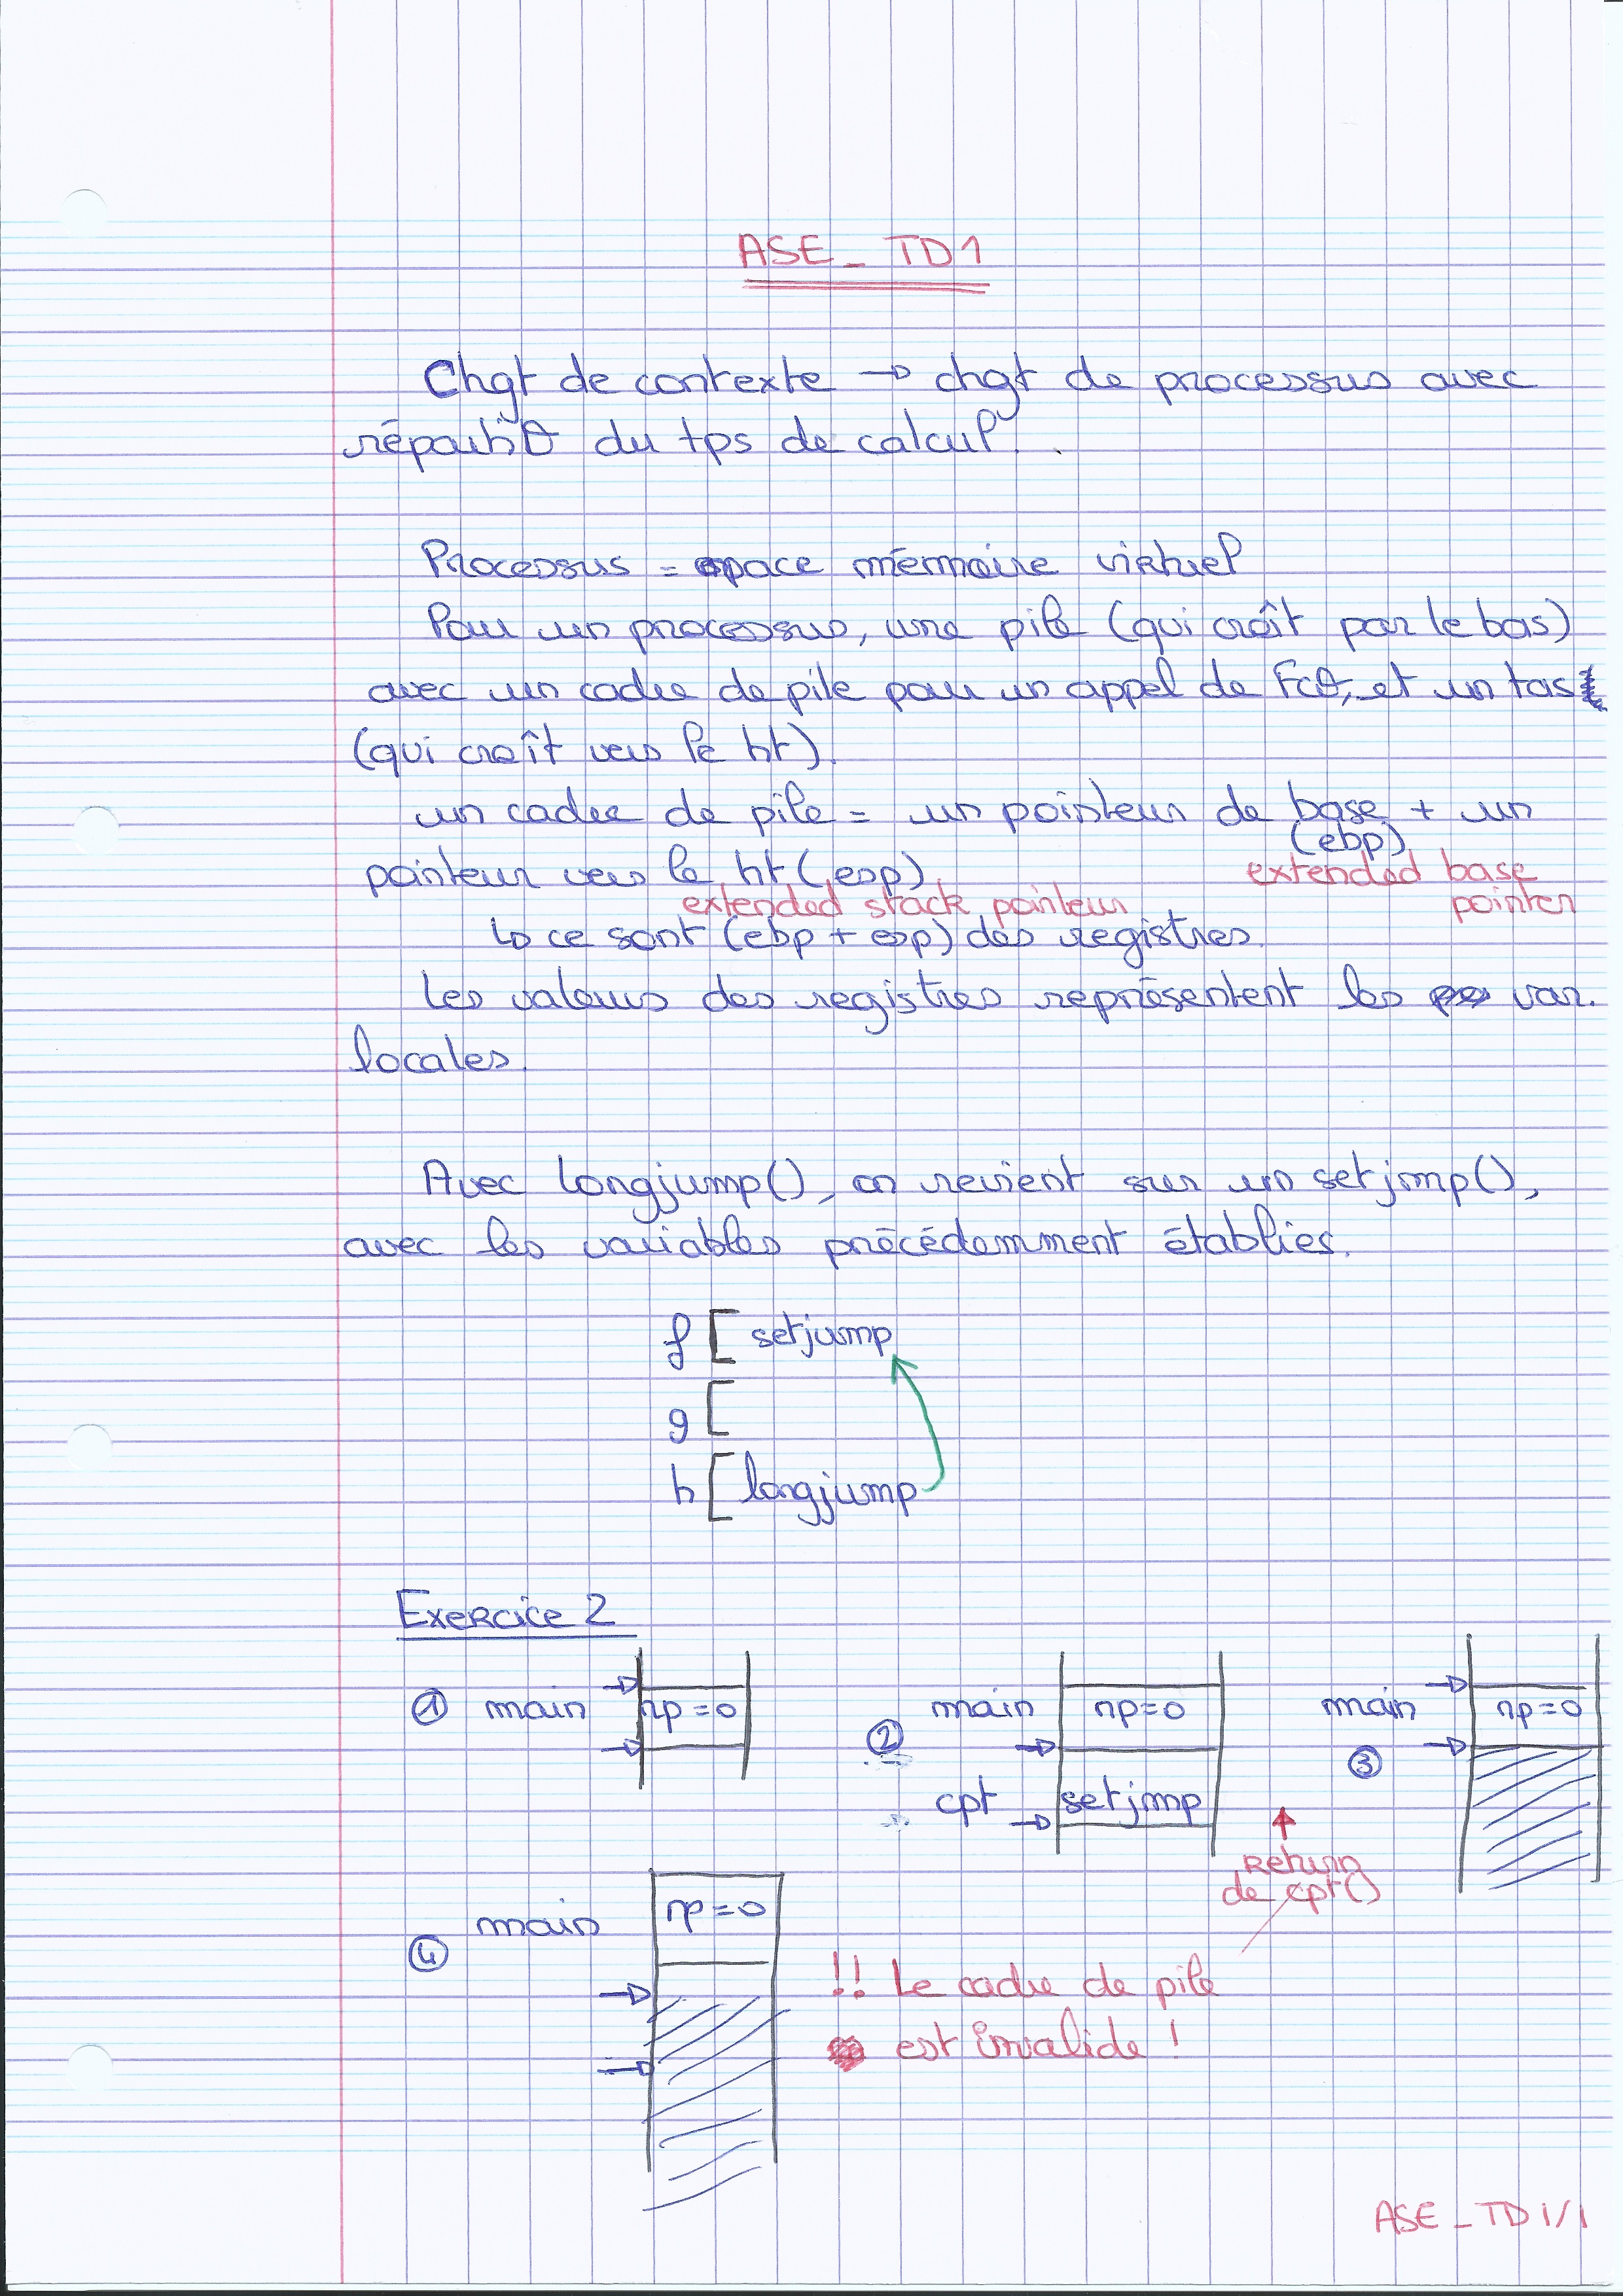 ASE_ TD1
Chgt de contexte → chgt de processus avec
répartitθ du tps de calcul.
Processus = espace mémoire virtuel
Pour un processus, une pile (qui croît par le bas)
avec un cadre de pile pour un appel de Fcθ, et un tas
(qui croît vers le ht).
un cadre de pile = un pointeur de base + un
(ebp)
pointeur vers le ht (esp)
extended base
pointer
extended stack pointeur
↳ ce sont (ebp + esp) des registres.
Les valeurs des registres représentent les var.
locales.
Avec longjump(), on revient sur un setjmp(),
avec les variables précédemment établies.
f [ setjump
g [
h [ longjump
Exercice 2
① main np=0
② main np=0
cpt setjmp
③ main np=0
return
de cpt()
④ main np=0
!! Le cadre de pile
est invalide !
ASE_TD1/1